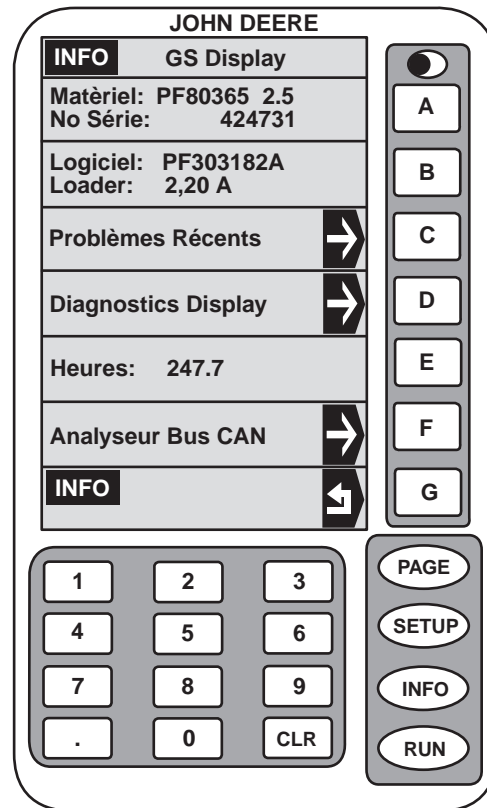 JOHN DEERE
INFO GS Display
Matèriel: PF80365 2.5
No Série: 424731
Logiciel: PF303182A
Loader: 2,20 A
Problèmes Récents
Diagnostics Display
Heures: 247.7
Analyseur Bus CAN
INFO
A
B
C
D
E
F
G
1 2 3
4 5 6
7 8 9
. 0 CLR
PAGE
SETUP
INFO
RUN